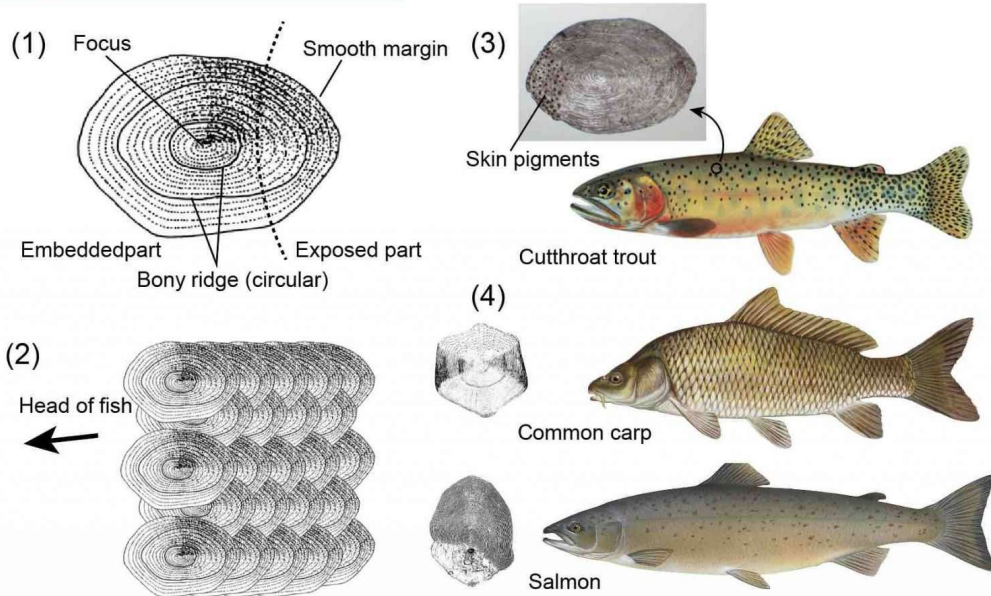 (1)
Focus
Smooth margin
Embeddedpart
Exposed part
Bony ridge (circular)
(2)
Head of fish
(3)
Skin pigments
Cutthroat trout
(4)
Common carp
Salmon